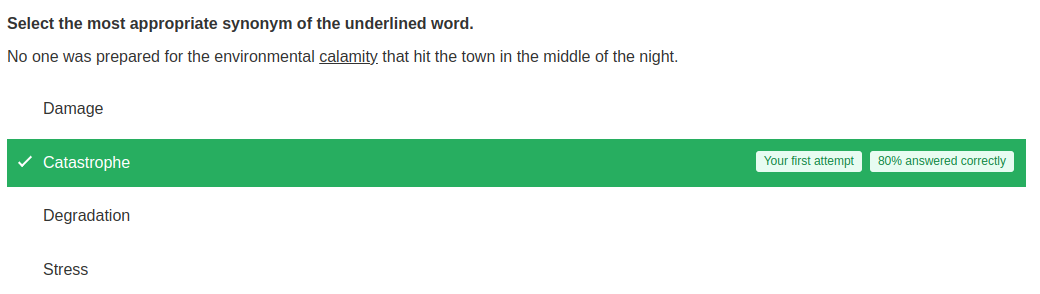 Select the most appropriate synonym of the underlined word.
No one was prepared for the environmental calamity that hit the town in the middle of the night.
Damage
Catastrophe Your first attempt 80% answered correctly
Degradation
Stress